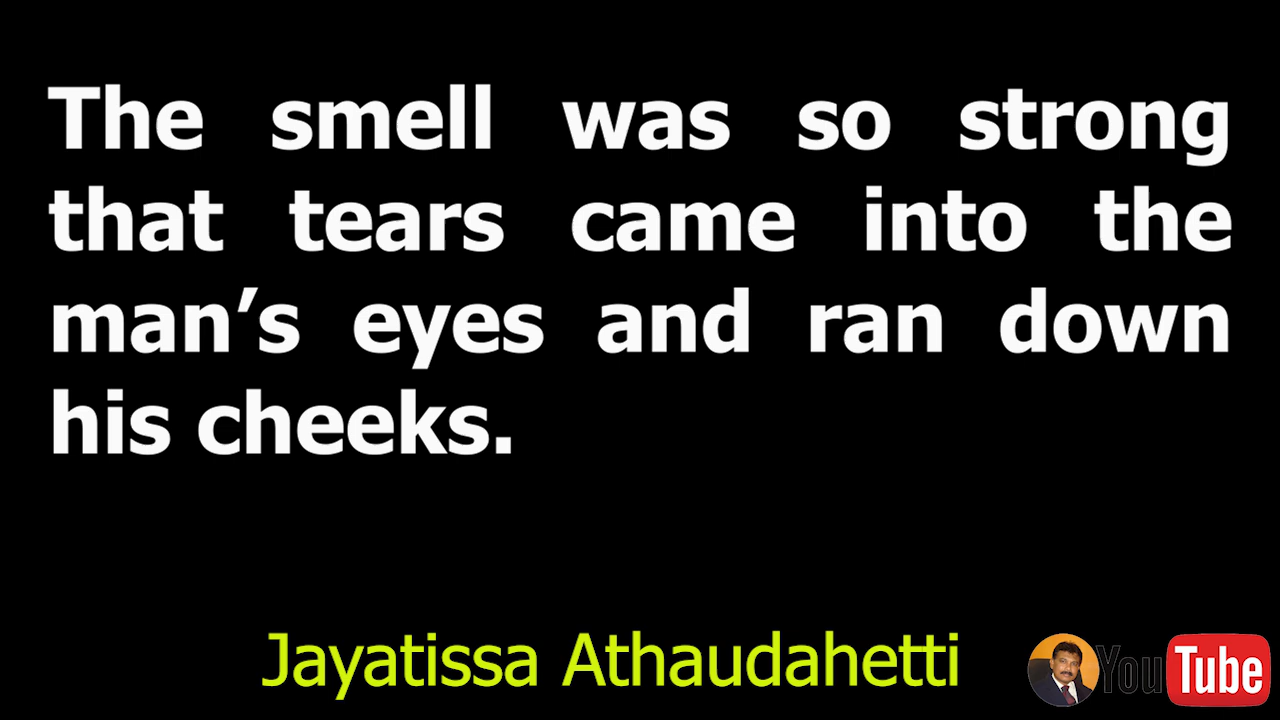 The smell was so strong
that tears came into the
man’s eyes and ran down
his cheeks.
Jayatissa Athaudahetti
YouTube